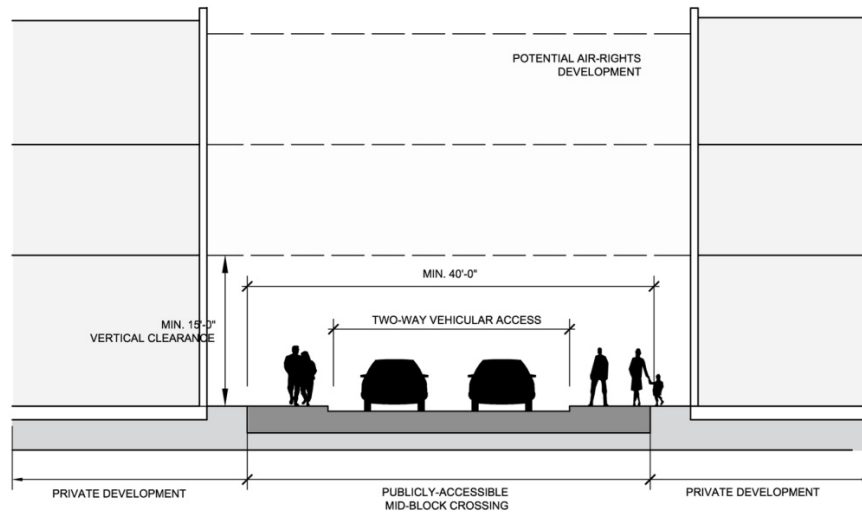 POTENTIAL AIR-RIGHTS
DEVELOPMENT
MIN. 40'-0"
MIN. 15'-0"
VERTICAL CLEARANCE
TWO-WAY VEHICULAR ACCESS
PRIVATE DEVELOPMENT
PUBLICLY-ACCESSIBLE
MID-BLOCK CROSSING
PRIVATE DEVELOPMENT